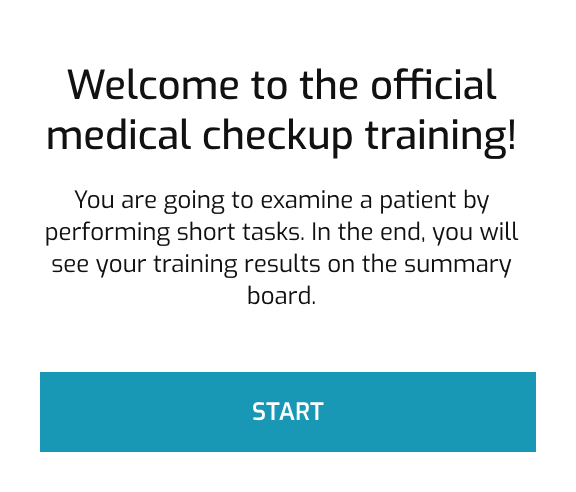 Welcome to the official
medical checkup training!
You are going to examine a patient by
performing short tasks. In the end, you will
see your training results on the summary
board.
START